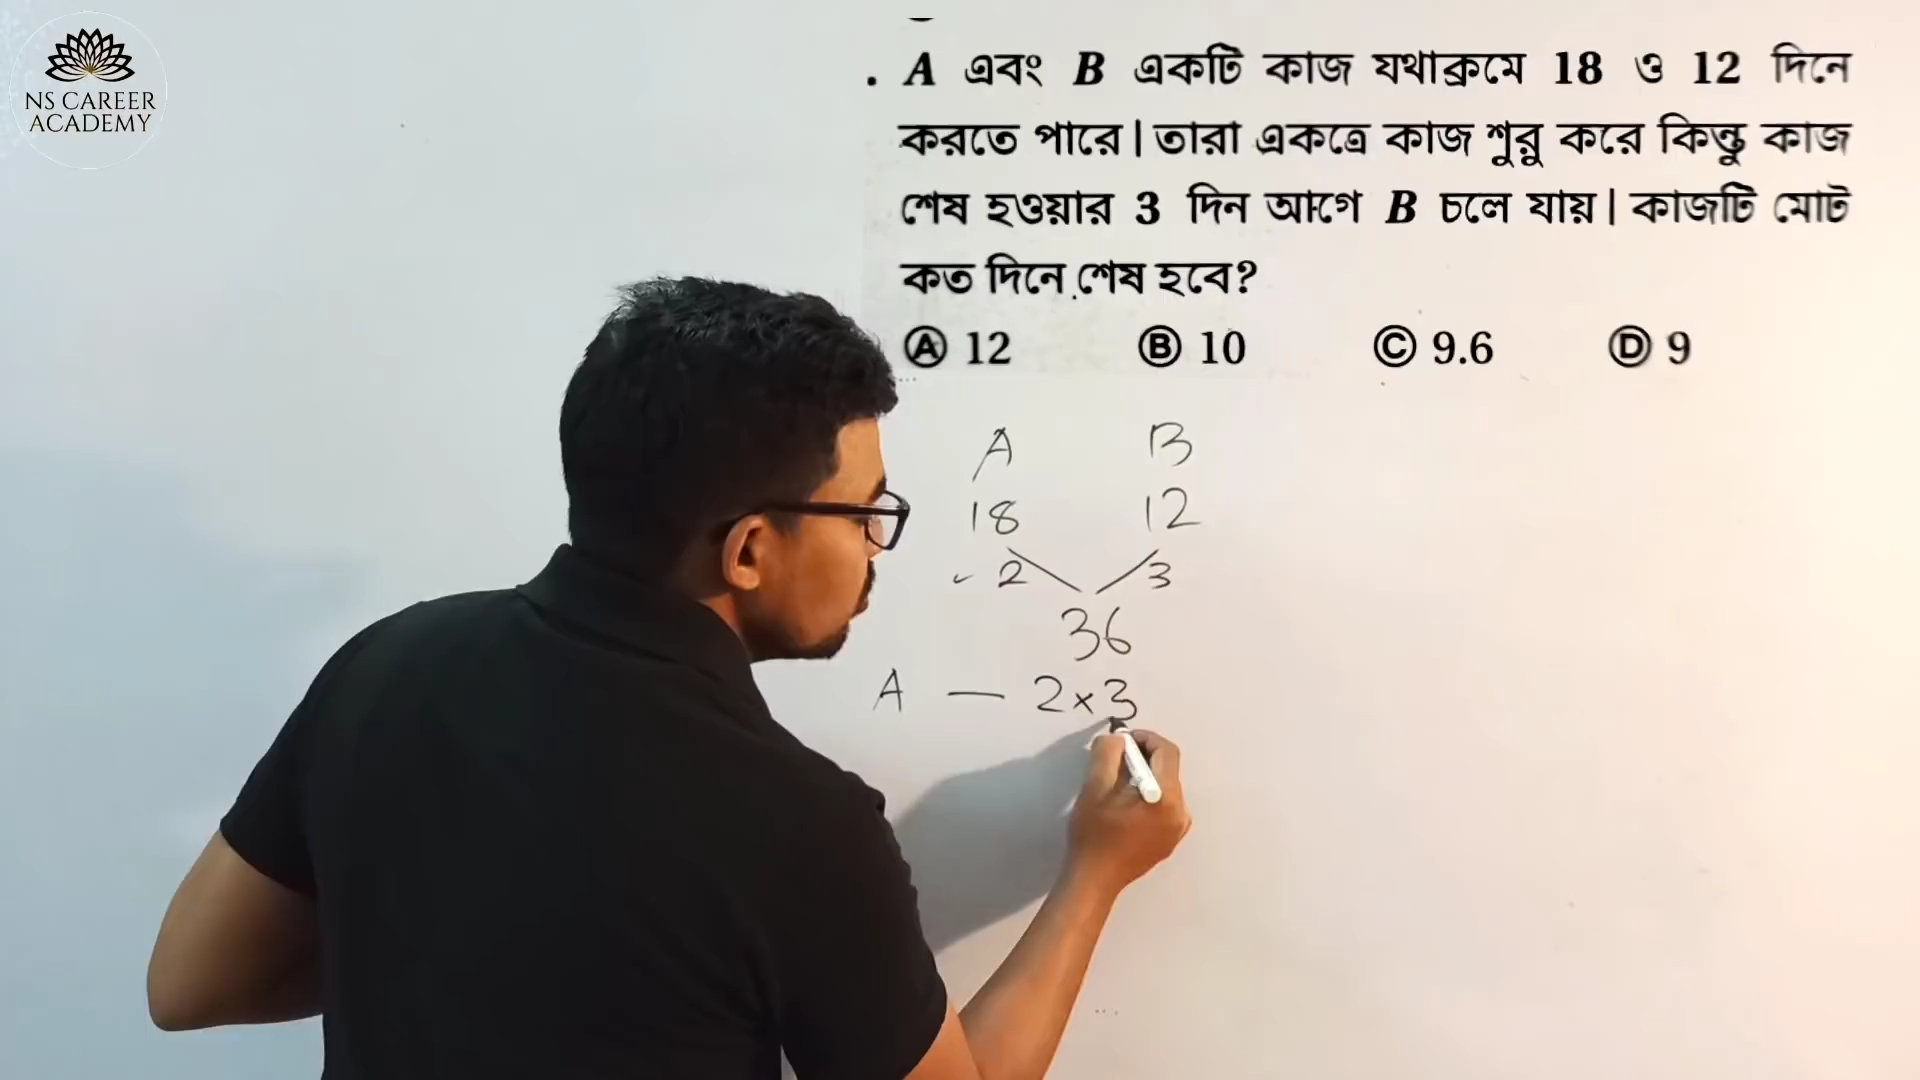 NS CAREER
ACADEMY
. A এবং B একটি কাজ যথাক্রমে 18 ও 12 দিনে
করতে পারে। তারা একত্রে কাজ শুরু করে কিন্তু কাজ
শেষ হওয়ার 3 দিন আগে B চলে যায়। কাজটি মোট
কত দিনে শেষ হবে?
Ⓐ 12 Ⓑ 10 Ⓒ 9.6 Ⓓ 9
A B
18 12
2 3
36
A — 2×3